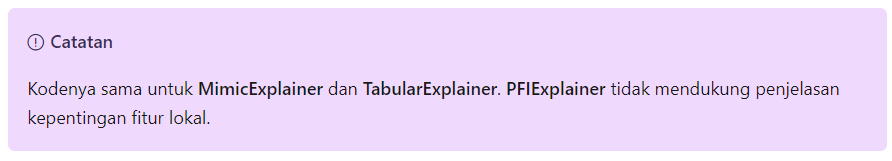 Catatan
Kodenya sama untuk MimicExplainer dan TabularExplainer. PFIExplainer tidak mendukung penjelasan
kepentingan fitur lokal.